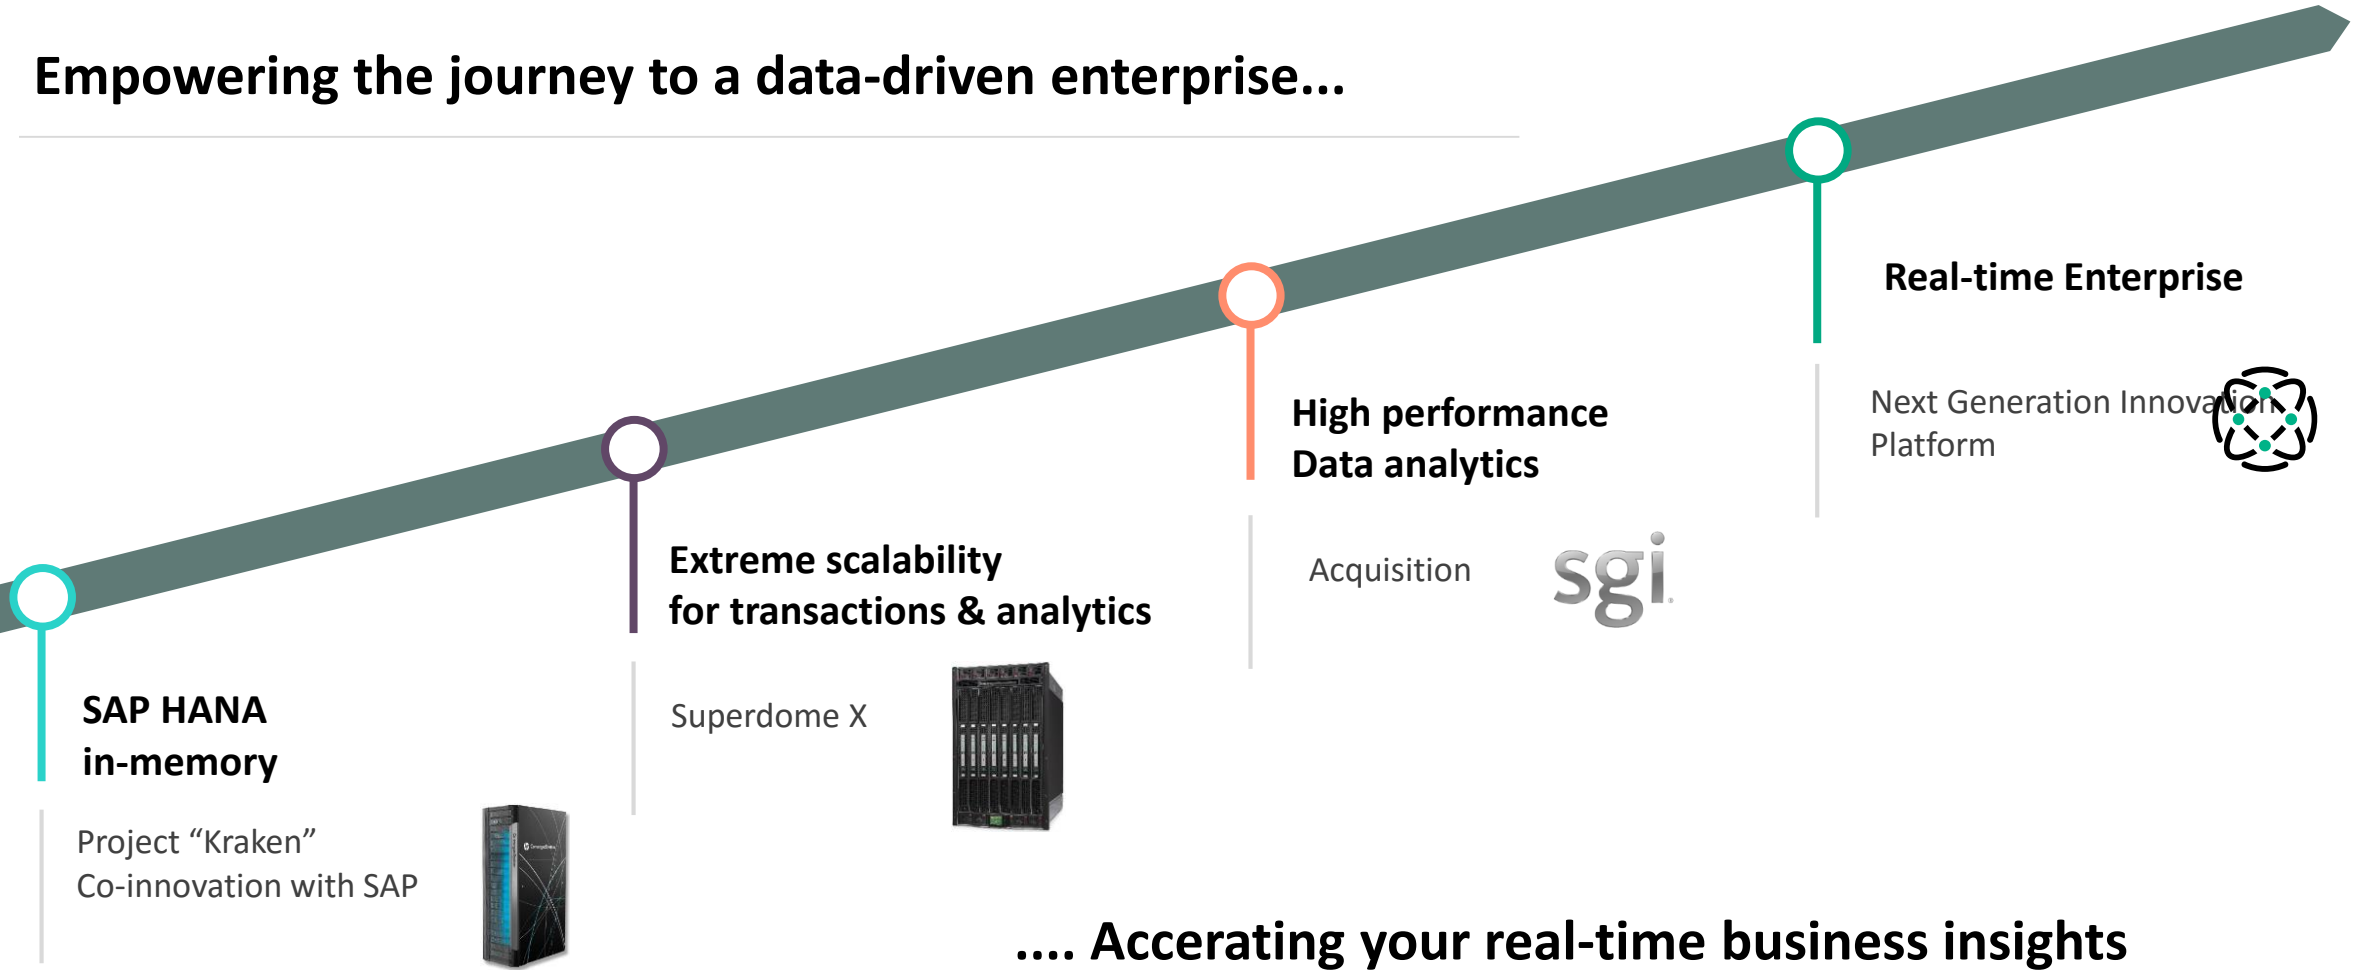 Empowering the journey to a data-driven enterprise...
Real-time Enterprise
Next Generation Innovation
Platform
High performance
Data analytics
Acquisition
sgi
Extreme scalability
for transactions & analytics
Superdome X
SAP HANA
in-memory
Project “Kraken”
Co-innovation with SAP
.... Accerating your real-time business insights